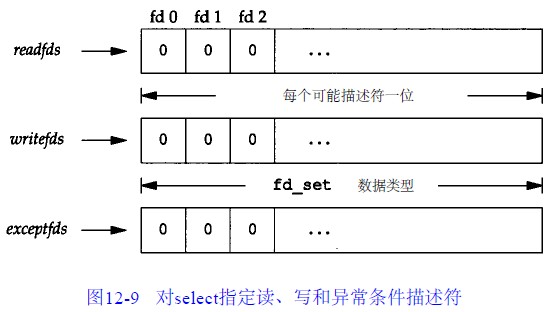 fd 0 fd 1 fd 2
readfds 0 0 0 ...
每个可能描述符一位
writefds 0 0 0 ...
fd_set 数据类型
exceptfds 0 0 0 ...
图12-9 对select指定读、写和异常条件描述符